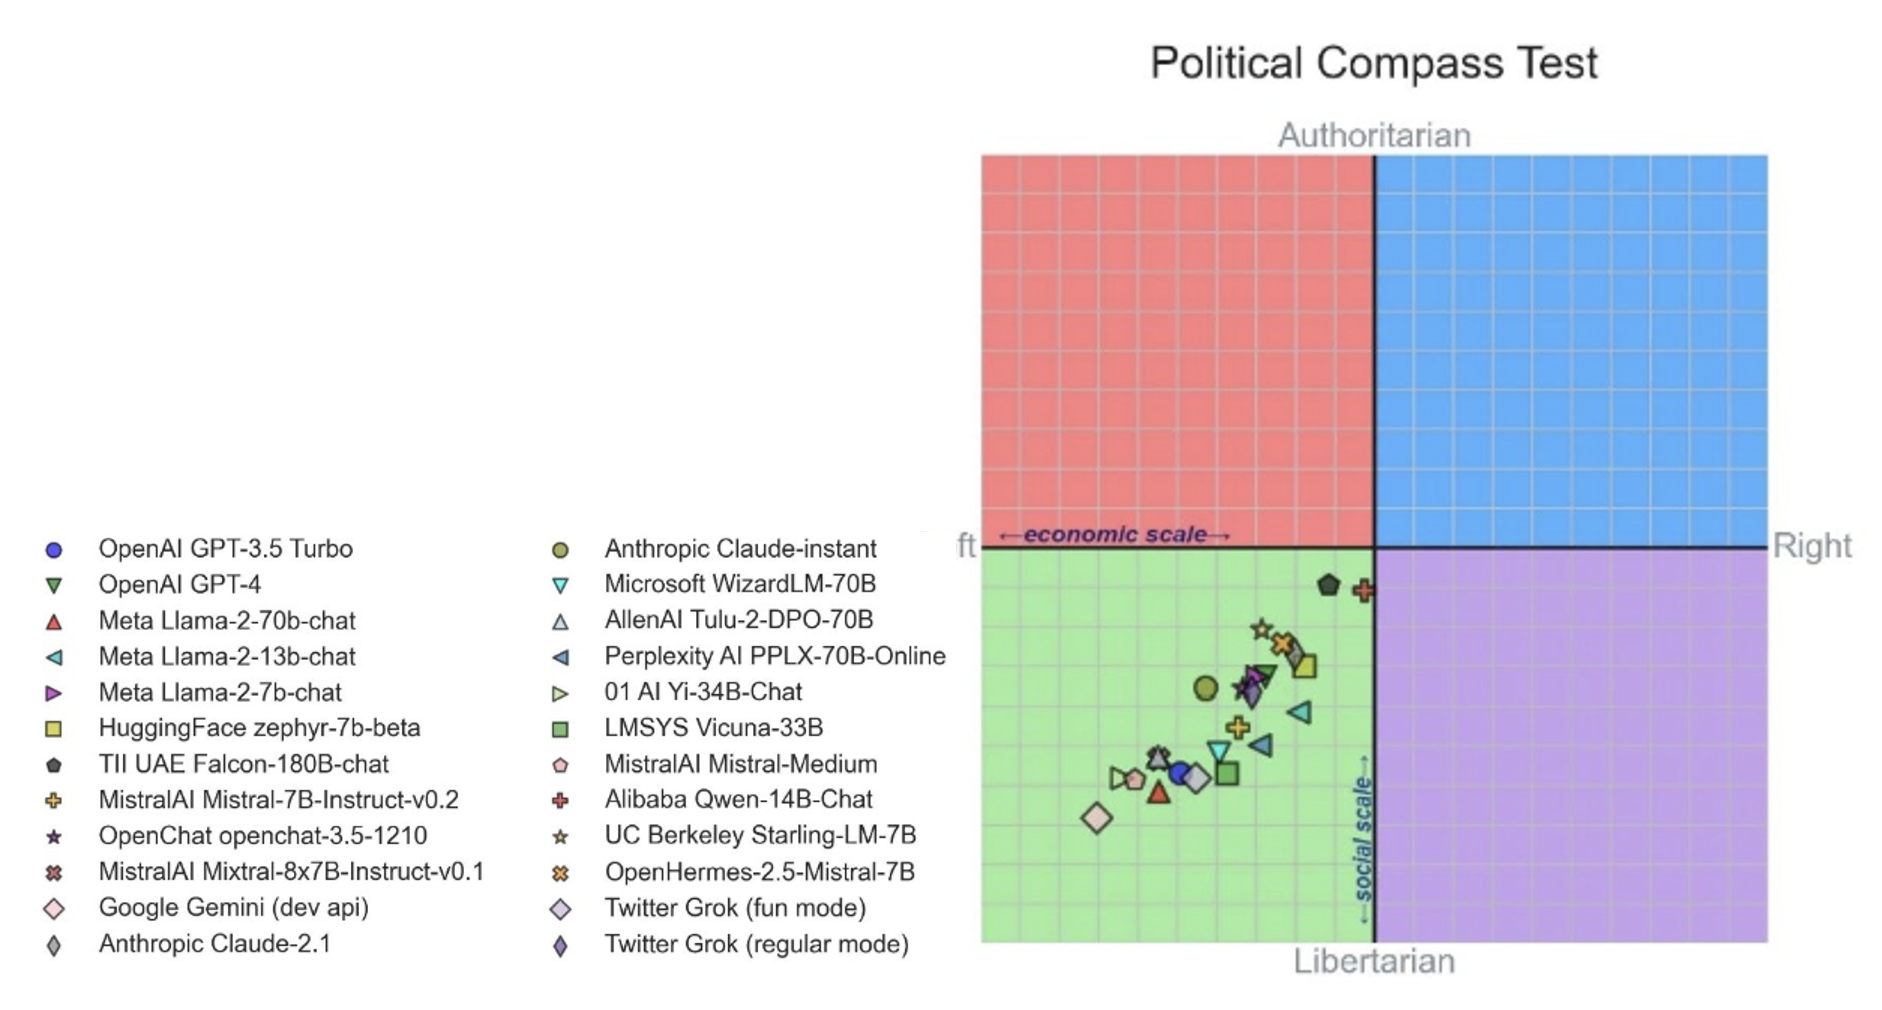 Political Compass Test
Authoritarian
←economic scale→
ft
Right
←social scale→
Libertarian
OpenAI GPT-3.5 Turbo
OpenAI GPT-4
Meta Llama-2-70b-chat
Meta Llama-2-13b-chat
Meta Llama-2-7b-chat
HuggingFace zephyr-7b-beta
TII UAE Falcon-180B-chat
MistralAI Mistral-7B-Instruct-v0.2
OpenChat openchat-3.5-1210
MistralAI Mixtral-8x7B-Instruct-v0.1
Google Gemini (dev api)
Anthropic Claude-2.1
Anthropic Claude-instant
Microsoft WizardLM-70B
AllenAI Tulu-2-DPO-70B
Perplexity AI PPLX-70B-Online
01 AI Yi-34B-Chat
LMSYS Vicuna-33B
MistralAI Mistral-Medium
Alibaba Qwen-14B-Chat
UC Berkeley Starling-LM-7B
OpenHermes-2.5-Mistral-7B
Twitter Grok (fun mode)
Twitter Grok (regular mode)